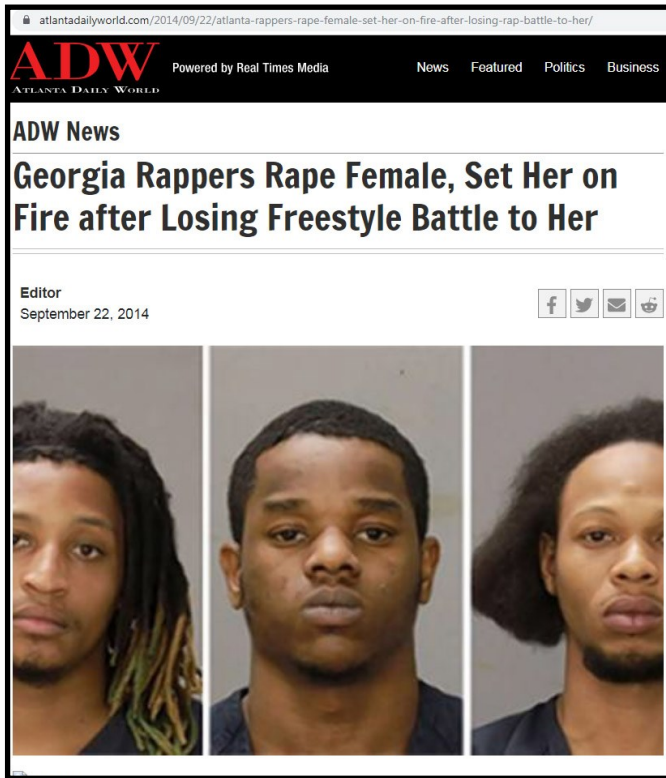 atlantadailyworld.com/2014/09/22/atlanta-rappers-rape-female-set-her-on-fire-after-losing-rap-battle-to-her/
ADW
ATLANTA DAILY WORLD
Powered by Real Times Media
News Featured Politics Business
ADW News
Georgia Rappers Rape Female, Set Her on
Fire after Losing Freestyle Battle to Her
Editor
September 22, 2014